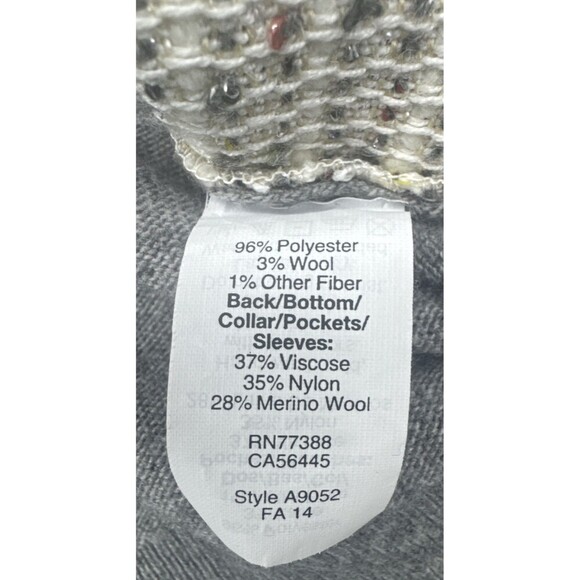 96% Polyester
3% Wool
1% Other Fiber
Back/Bottom/
Collar/Pockets/
Sleeves:
37% Viscose
35% Nylon
28% Merino Wool
RN77388
CA56445
Style A9052
FA 14